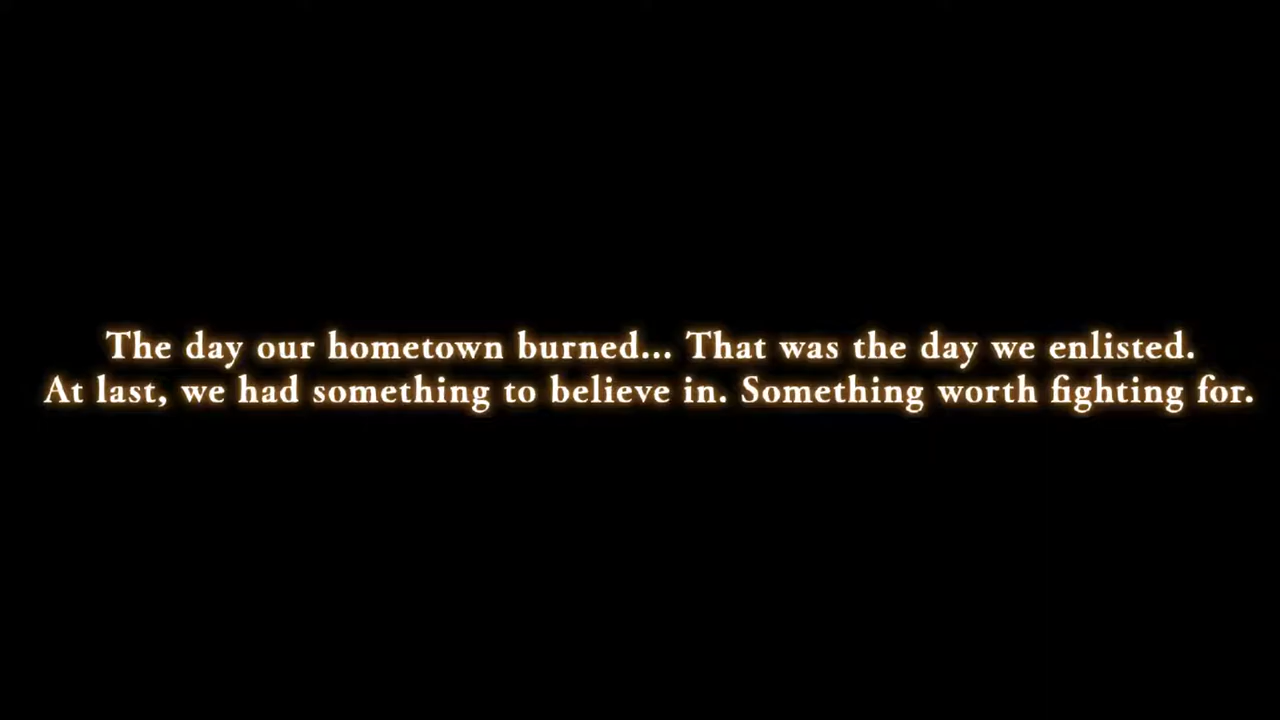 The day our hometown burned... That was the day we enlisted.
At last, we had something to believe in. Something worth fighting for.